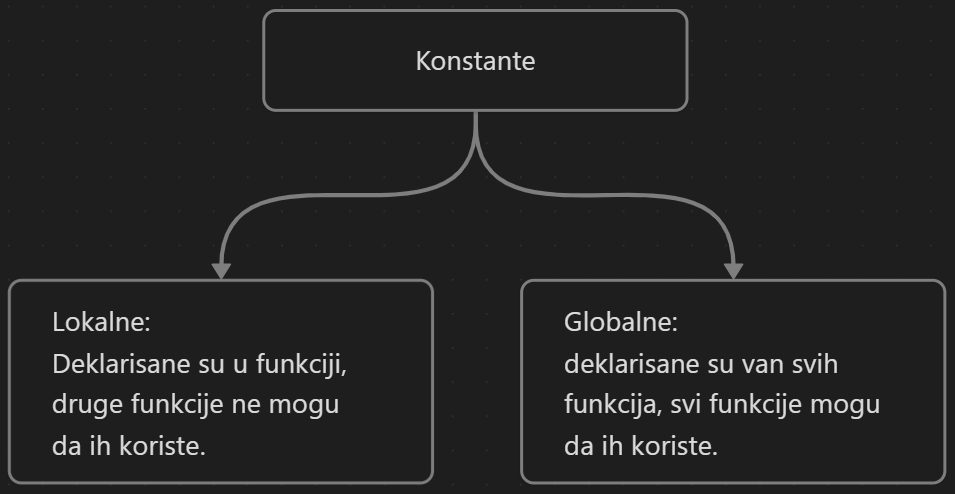 Konstante
Lokalne:
Deklarisane su u funkciji,
druge funkcije ne mogu
da ih koriste.
Globalne:
deklarisane su van svih
funkcija, svi funkcije mogu
da ih koriste.